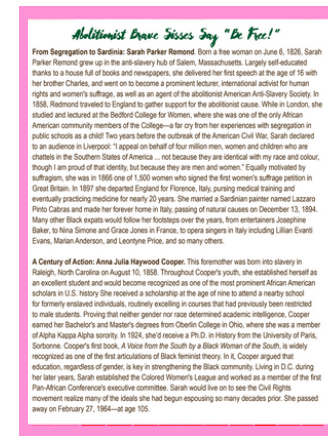 Abolitionist Brave Sisses Say "Be Free!"
From Segregation to Sardinia: Sarah Parker Remond. Born a free woman on June 6, 1826, Sarah
Parker Remond grew up in the anti-slavery hub of Salem, Massachusetts. Largely self-educated
thanks to a house full of books and newspapers, she delivered her first speech at the age of 16 with
her brother Charles, and went on to become a prominent lecturer, international activist for human
rights and women's suffrage, as well as an agent of the abolitionist American Anti-Slavery Society. In
1858, Redmond traveled to England to gather support for the abolitionist cause. While in London, she
studied and lectured at the Bedford College for Women, where she was one of the only African
American community members of the College—a far cry from her experiences with segregation in
public schools as a child! Two years before the outbreak of the American Civil War, Sarah declared
to an audience in Liverpool: "I appeal on behalf of four million men, women and children who are
chattels in the Southern States of America ... not because they are identical with my race and colour,
though I am proud of that identity, but because they are men and women." Equally motivated by
suffragism, she was in 1866 one of 1,500 women who signed the first women's suffrage petition in
Great Britain. In 1897 she departed England for Florence, Italy, pursing medical training and
eventually practicing medicine for nearly 20 years. She married a Sardinian painter named Lazzaro
Pinto Cabras and made her forever home in Italy, passing of natural causes on December 13, 1894.
Many other Black expats would follow her footsteps over the years, from entertainers Josephine
Baker, to Nina Simone and Grace Jones in France, to opera singers in Italy including Lillian Evanti
Evans, Marian Anderson, and Leontyne Price, and so many others.
A Century of Action: Anna Julia Haywood Cooper. This foremother was born into slavery in
Raleigh, North Carolina on August 10, 1858. Throughout Cooper's youth, she established herself as
an excellent student and would become recognized as one of the most prominent African American
scholars in U.S. history She received a scholarship at the age of nine to attend a nearby school
for formerly enslaved individuals, routinely excelling in courses that had previously been restricted
to male students. Proving that neither gender nor race determined academic intelligence, Cooper
earned her Bachelor's and Master's degrees from Oberlin College in Ohio, where she was a member
of Alpha Kappa Alpha sorority. In 1924, she'd receive a Ph.D. in History from the University of Paris,
Sorbonne. Cooper's first book, A Voice from the South by a Black Woman of the South, is widely
recognized as one of the first articulations of Black feminist theory. In it, Cooper argued that
education, regardless of gender, is key in strengthening the Black community. Living in D.C. during
her later years, Sarah established the Colored Women's League and worked as a member of the first
Pan-African Conference's executive committee. Sarah would live on to see the Civil Rights
movement realize many of the ideals she had begun espousing so many decades prior. She passed
away on February 27, 1964—at age 105.